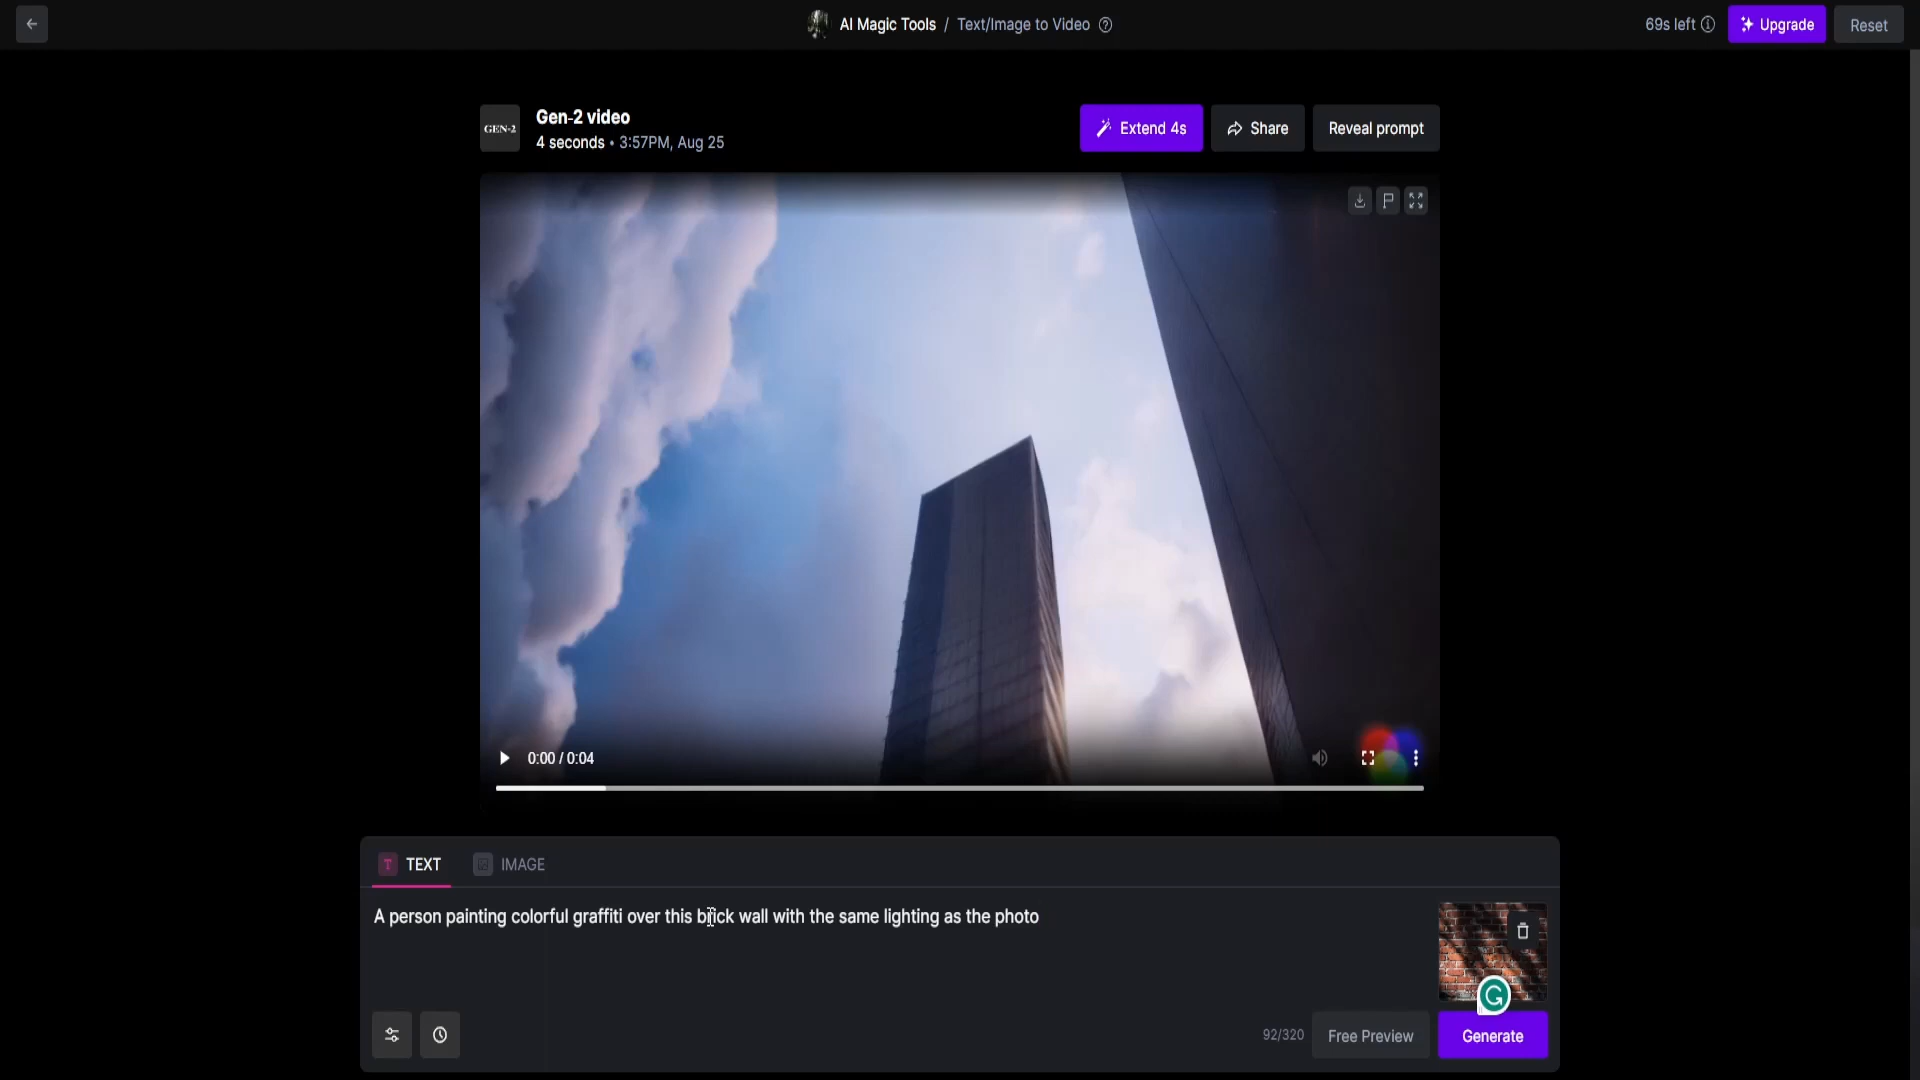 AI Magic Tools / Text/Image to Video
69s left
Upgrade
Reset
GEN-2
Gen-2 video
4 seconds • 3:57PM, Aug 25
Extend 4s
Share
Reveal prompt
0:00 / 0:04
T TEXT
IMAGE
A person painting colorful graffiti over this brick wall with the same lighting as the photo
92/320
Free Preview
Generate